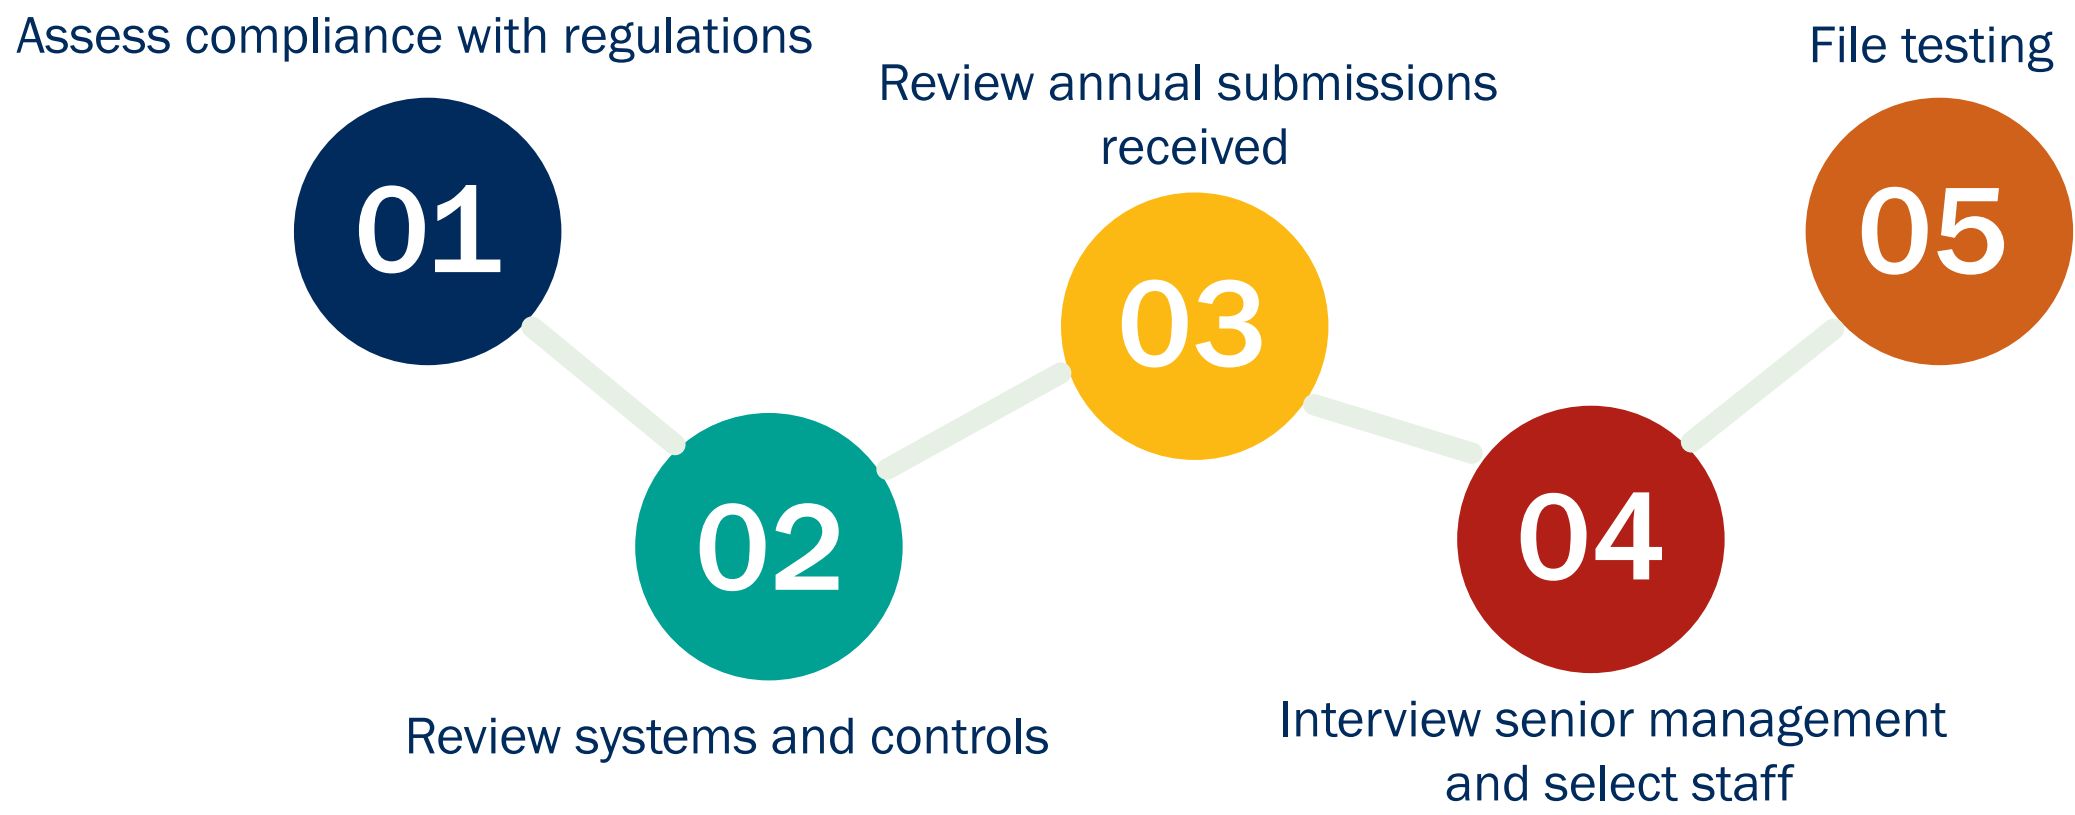 Assess compliance with regulations
01
Review systems and controls
02
Review annual submissions
received
03
Interview senior management
and select staff
04
File testing
05